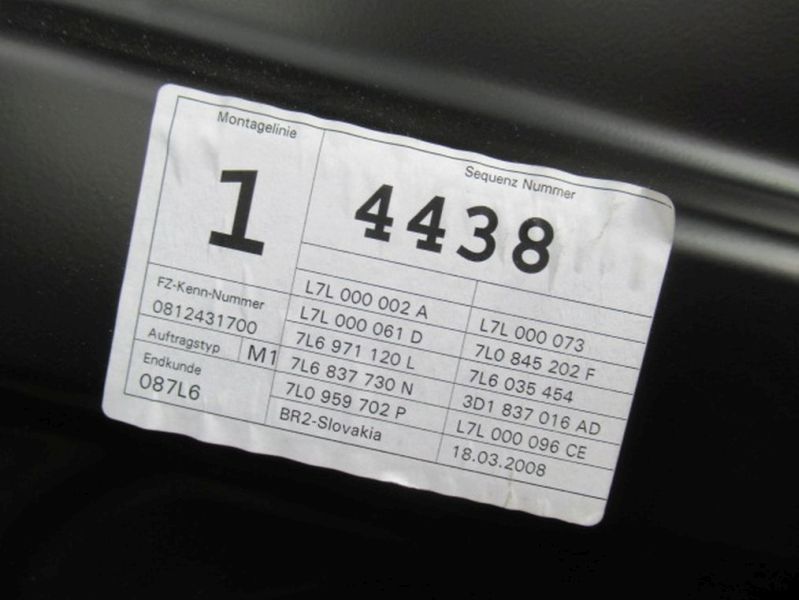 Montagelinie
1
Sequenz Nummer
4438
FZ-Kenn-Nummer
0812431700
Auftragstyp M1
Endkunde
087L6
L7L 000 002 A
L7L 000 061 D
7L6 971 120 L
7L6 837 730 N
7L0 959 702 P
BR2-Slovakia
L7L 000 073
7L0 845 202 F
7L6 035 454
3D1 837 016 AD
L7L 000 096 CE
18.03.2008